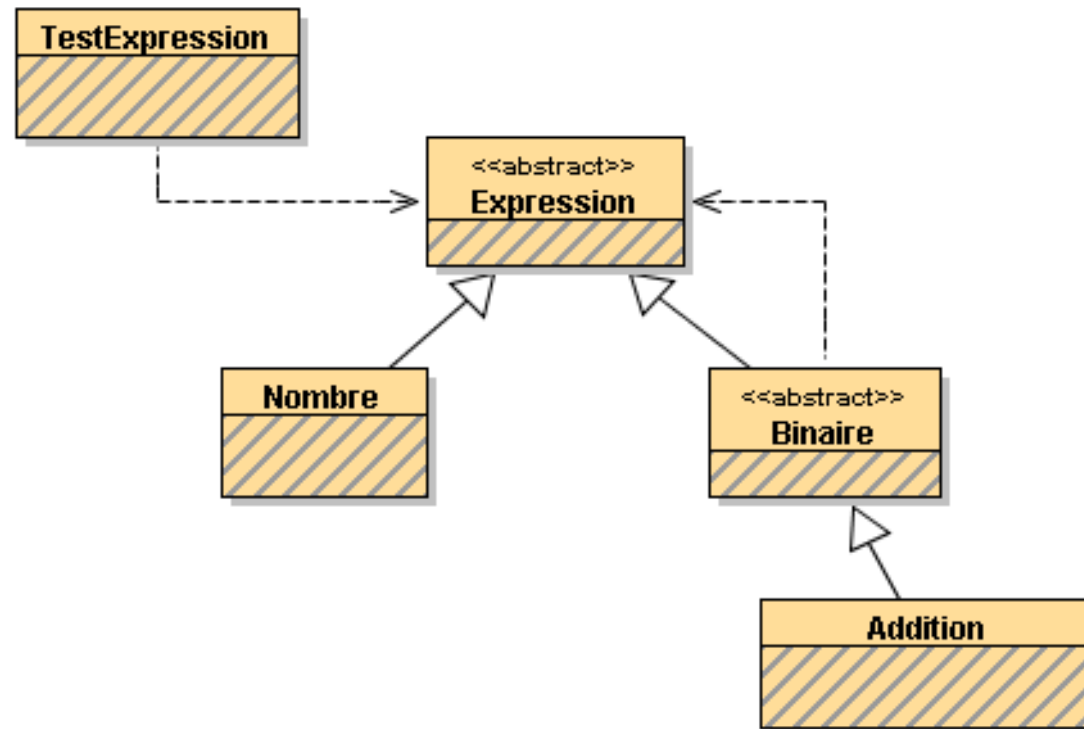 TestExpression
<<abstract>>
Expression
Nombre
<<abstract>>
Binaire
Addition